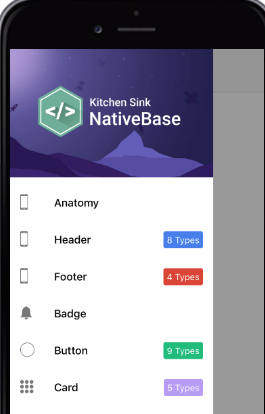 </>
Kitchen Sink
NativeBase
Anatomy
Header 8 Types
Footer 4 Types
Badge
Button 9 Types
Card 5 Types